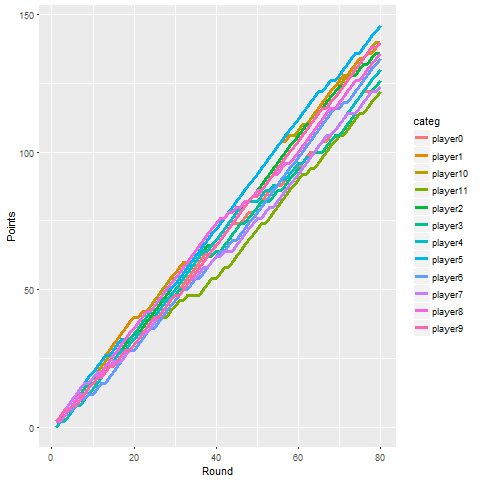 150
100
50
0
Points
0
20
40
60
80
Round
categ
player0
player1
player10
player11
player2
player3
player4
player5
player6
player7
player8
player9